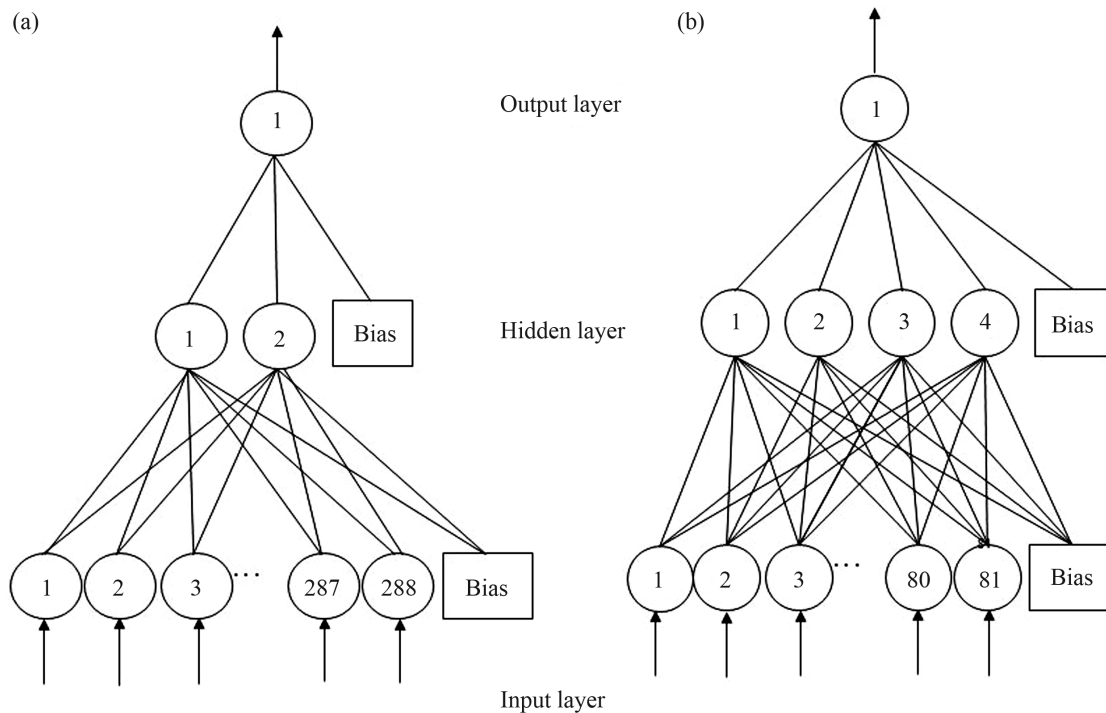 (a)
(b)
1
Output layer
1
1
2
Bias
Hidden layer
1
2
3
4
Bias
1
2
3
...
287
288
Bias
1
2
3
...
80
81
Bias
Input layer